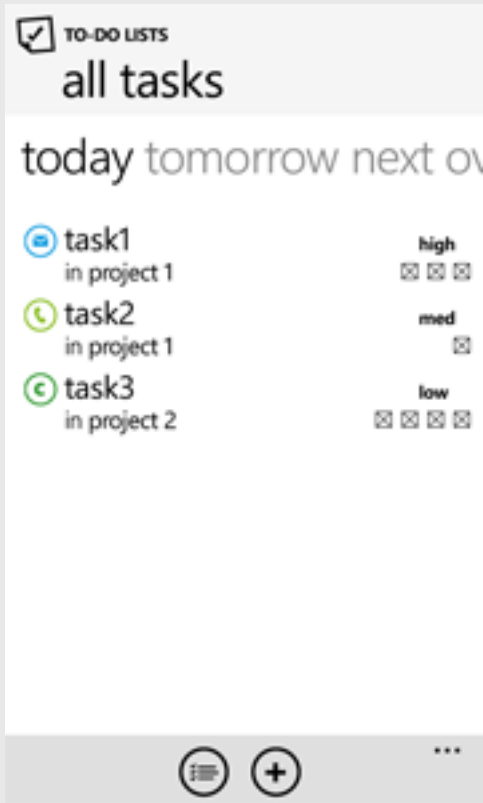 TO-DO LISTS
all tasks
today tomorrow next ov
task1 high
in project 1
task2 med
in project 1
task3 low
in project 2